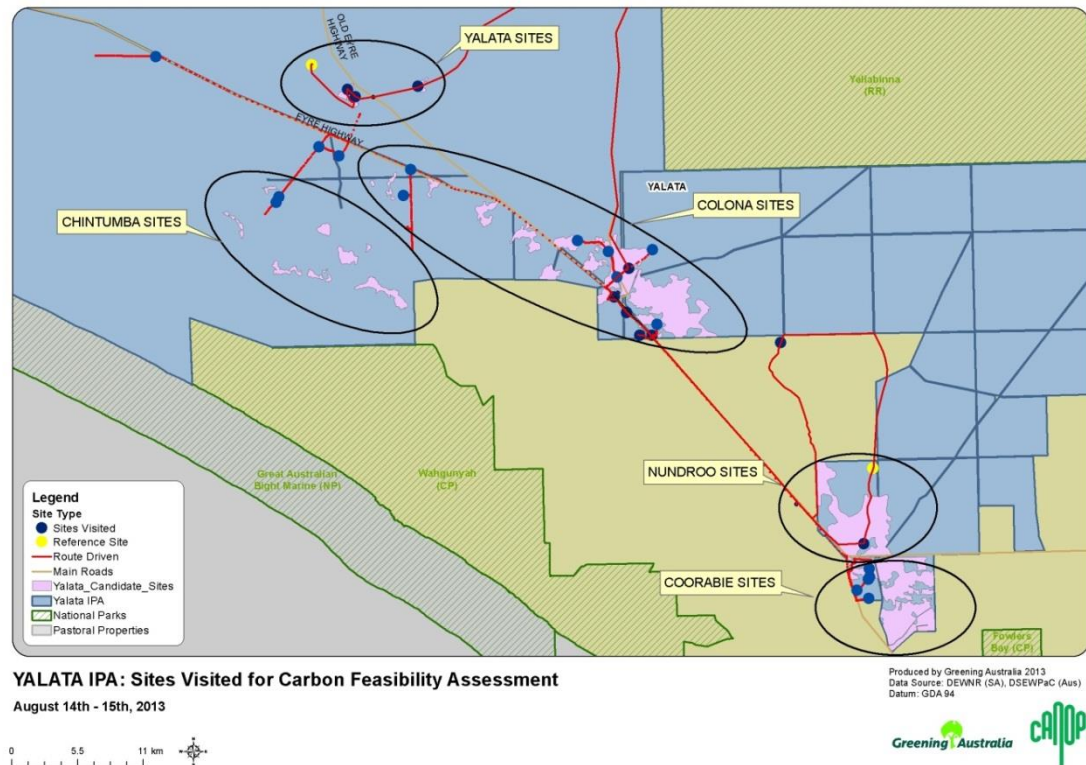 OLD EYRE
HIGHWAY
YALATA SITES
Yallabinna
(RR)
EYRE HIGHWAY
YALATA
COLONA SITES
CHINTUMBA SITES
NUNDROO SITES
Great Australian
Bight Marine (NP)
Wahgunyah
(CP)
COORABIE SITES
Fowlers
Bay (CP)
Legend
Site Type
Sites Visited
Reference Site
Route Driven
Main Roads
Yalata_Candidate_Sites
Yalata IPA
National Parks
Pastoral Properties
YALATA IPA: Sites Visited for Carbon Feasibility Assessment
August 14th - 15th, 2013
Produced by Greening Australia 2013
Data Source: DEWNR (SA), DSEWPaC (Aus)
Datum: GDA 94
0 5.5 11 km
Greening Australia